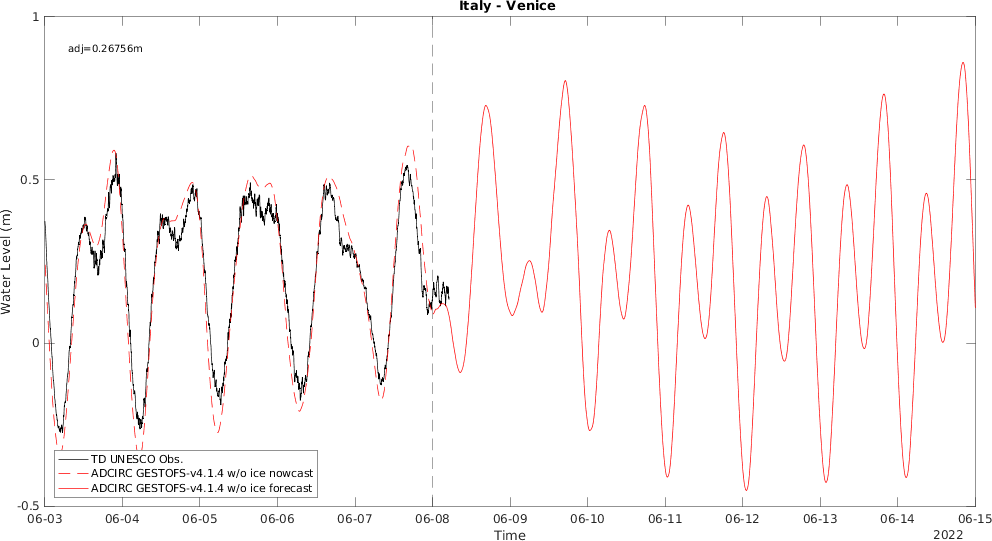 Italy - Venice
1
adj=0.26756m
0.5
Water Level (m)
0
TD UNESCO Obs.
ADCIRC GESTOFS-v4.1.4 w/o ice nowcast
ADCIRC GESTOFS-v4.1.4 w/o ice forecast
-0.5
06-03 06-04 06-05 06-06 06-07 06-08 06-09 06-10 06-11 06-12 06-13 06-14 06-15
Time
2022